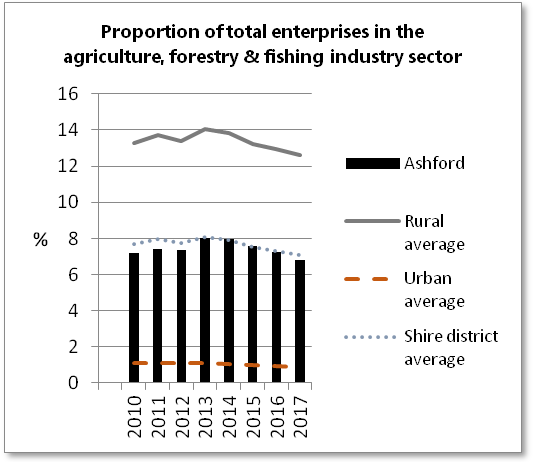 Proportion of total enterprises in the
agriculture, forestry & fishing industry sector
16
14
12
10
8
6
4
2
0
%
2010
2011
2012
2013
2014
2015
2016
2017
Ashford
Rural
average
Urban
average
Shire district
average